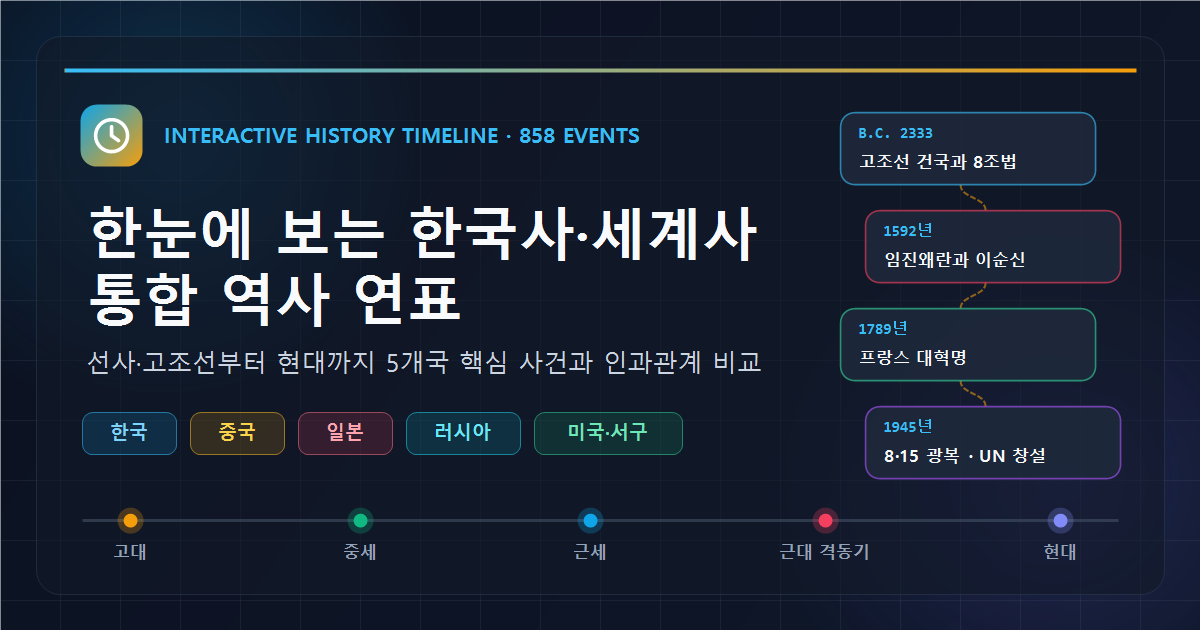 INTERACTIVE HISTORY TIMELINE · 858 EVENTS
한눈에 보는 한국사·세계사
통합 역사 연표
선사·고조선부터 현대까지 5개국 핵심 사건과 인과관계 비교
한국
중국
일본
러시아
미국·서구
B.C. 2333
고조선 건국과 8조법
1592년
임진왜란과 이순신
1789년
프랑스 대혁명
1945년
8·15 광복 · UN 창설
고대
중세
근세
근대 격동기
현대